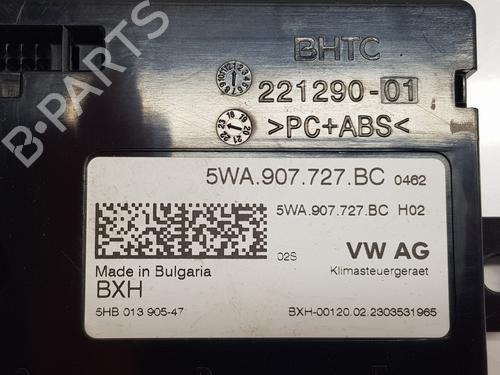 BHTC
221290-01
>PC+ABS<
5WA.907.727.BC 0462
5WA.907.727.BC H02
02S
VW AG
Made in Bulgaria
Klimasteuergeraet
BXH
5HB 013 905-47
BXH-00120.02.2303531965
B-PARTS